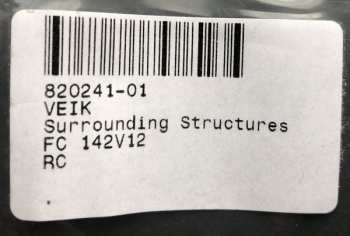 820241-01
VEIK
Surrounding Structures
FC 142V12
RC